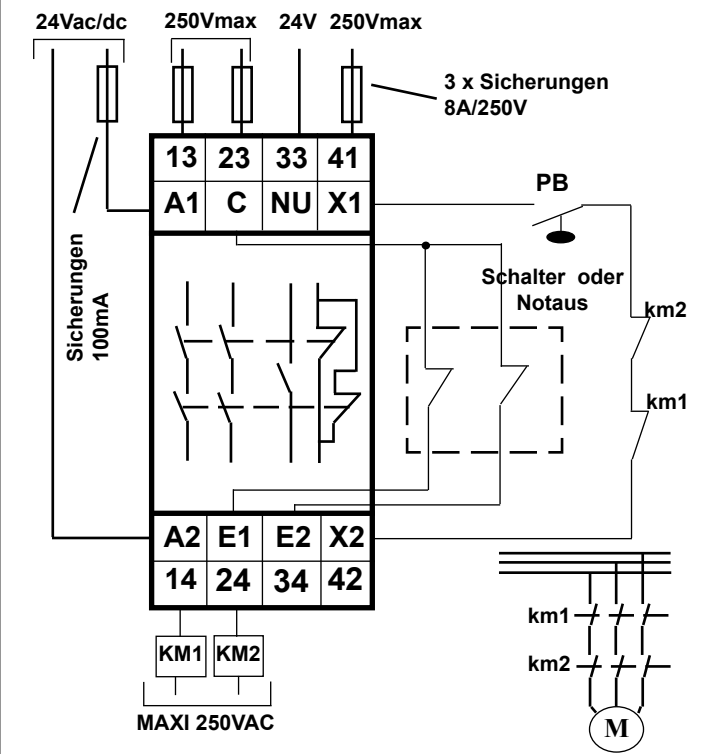 24Vac/dc 250Vmax 24V 250Vmax
3 x Sicherungen
8A/250V
Sicherungen
100mA
13 23 33 41
A1 C NU X1
PB
Schalter oder
Notaus
km2
km1
A2 E1 E2 X2
14 24 34 42
KM1 KM2
MAXI 250VAC
km1
km2
M